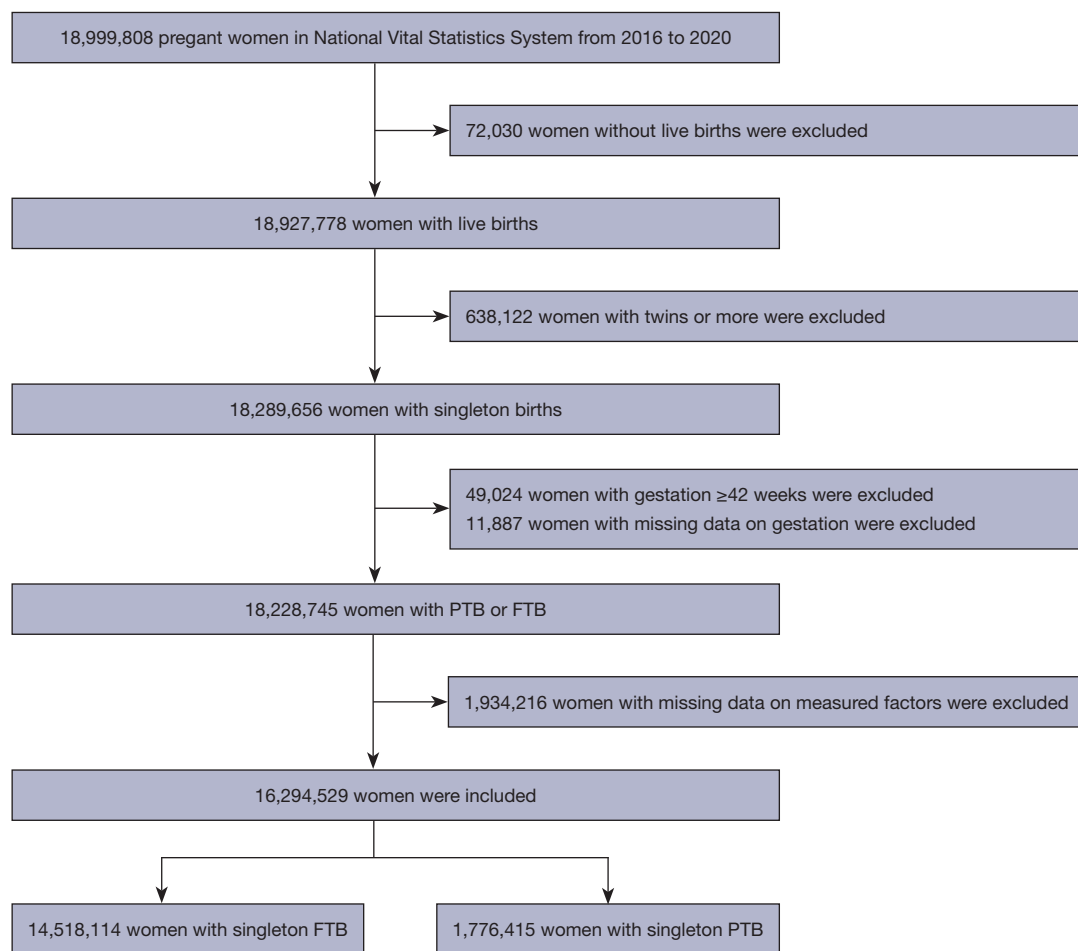 18,999,808 pregant women in National Vital Statistics System from 2016 to 2020
72,030 women without live births were excluded
18,927,778 women with live births
638,122 women with twins or more were excluded
18,289,656 women with singleton births
49,024 women with gestation ≥42 weeks were excluded
11,887 women with missing data on gestation were excluded
18,228,745 women with PTB or FTB
1,934,216 women with missing data on measured factors were excluded
16,294,529 women were included
14,518,114 women with singleton FTB
1,776,415 women with singleton PTB